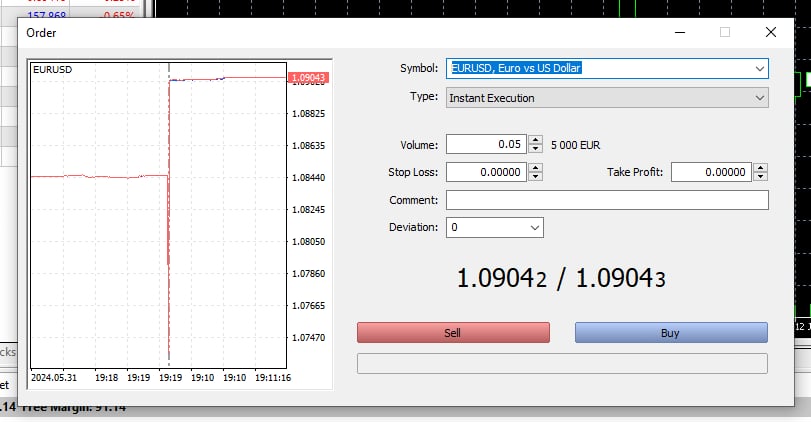 157.868 -0.65%
Order
EURUSD
1.09043
1.08825
1.08635
1.08440
1.08245
1.08050
1.07860
1.07665
1.07470
2024.05.31 19:18 19:19 19:19 19:10 19:10 19:11:16
Symbol: EURUSD, Euro vs US Dollar
Type: Instant Execution
Volume: 0.05 5 000 EUR
Stop Loss: 0.00000 Take Profit: 0.00000
Comment:
Deviation: 0
1.09042 / 1.09043
Sell Buy
12 J
cks
et
.14 Free Margin: 91.14